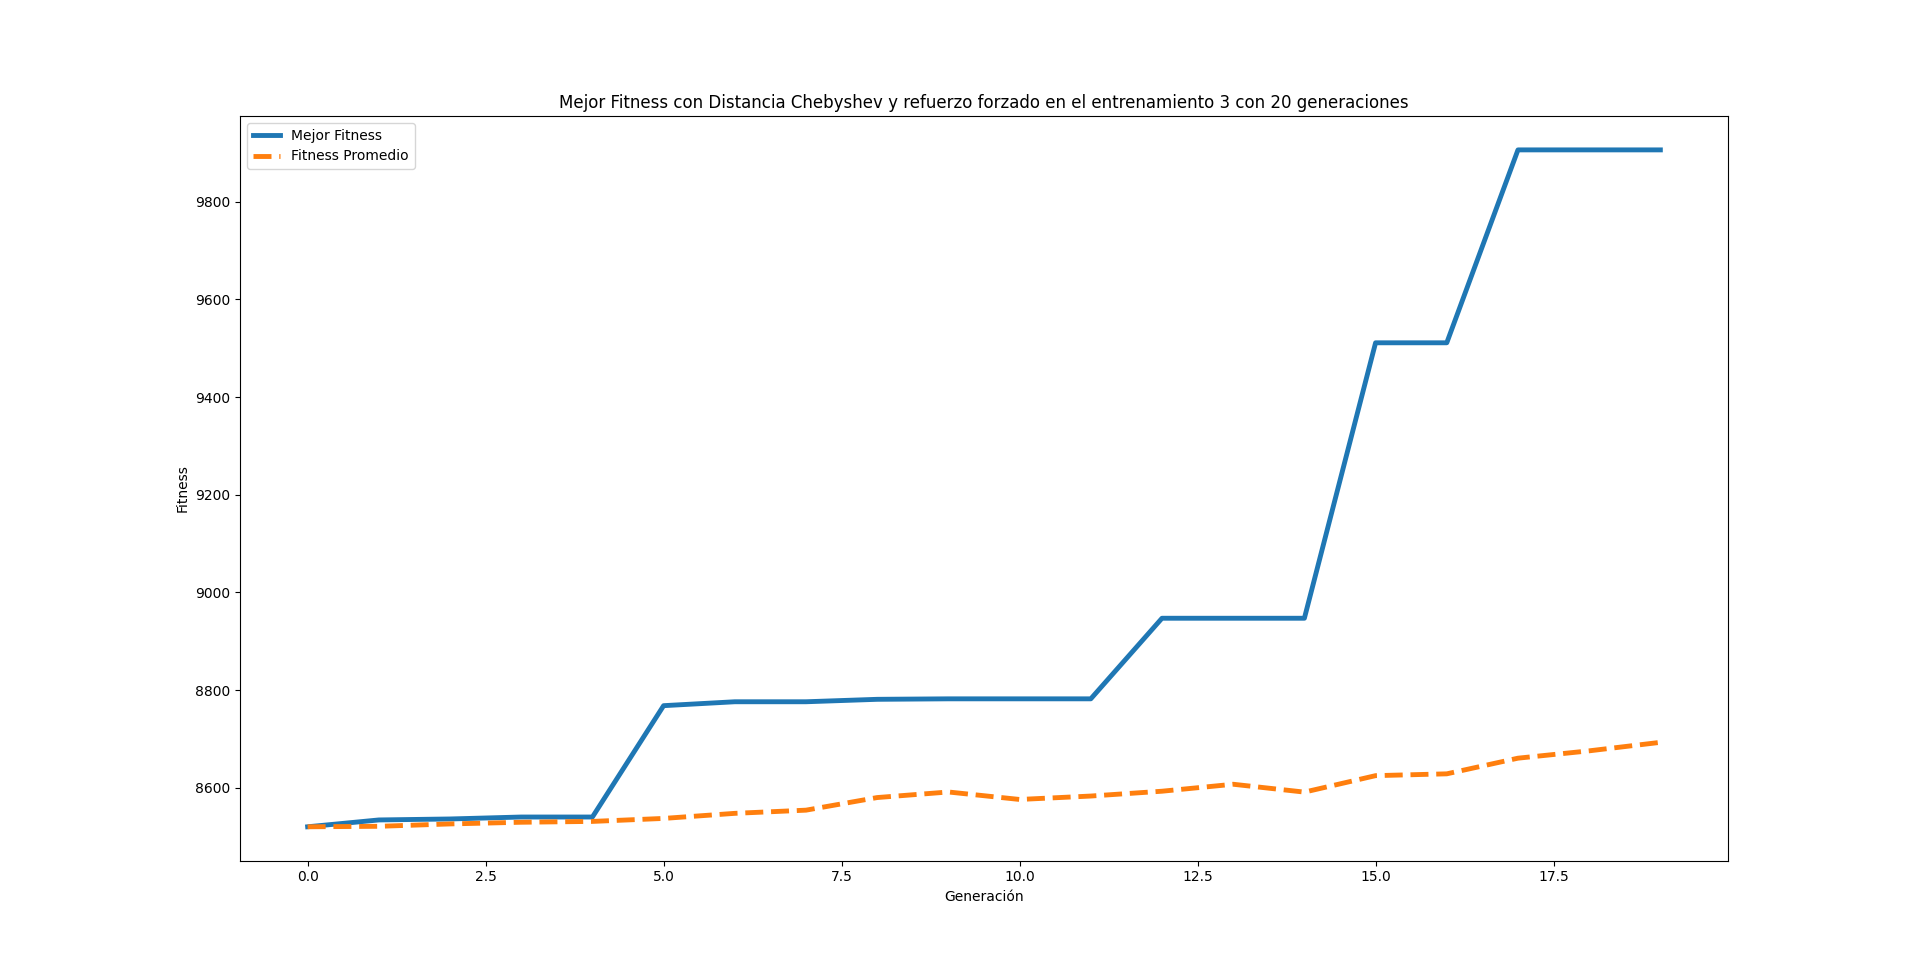 Mejor Fitness con Distancia Chebyshev y refuerzo forzado en el entrenamiento 3 con 20 generaciones
Mejor Fitness
Fitness Promedio
9800
9600
9400
9200
9000
8800
8600
Fitness
0.0 2.5 5.0 7.5 10.0 12.5 15.0 17.5
Generación